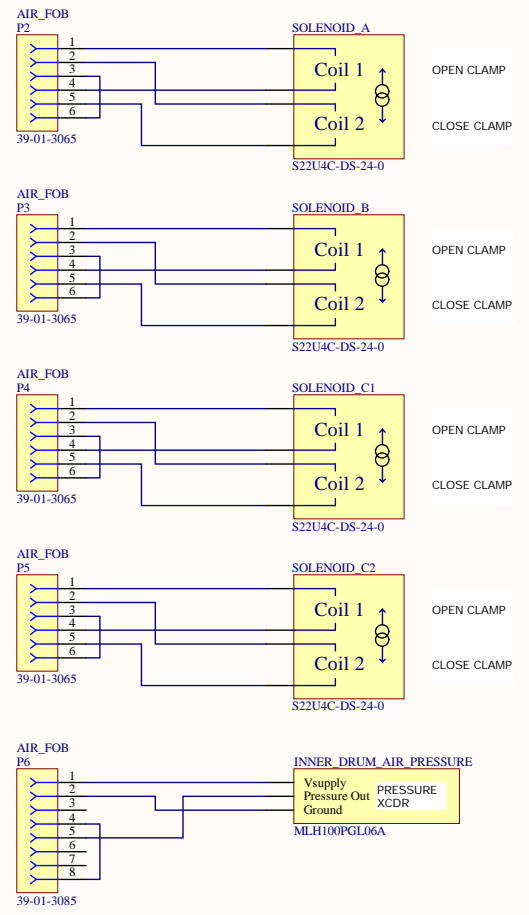 AIR_FOB
P2
1
2
3
4
5
6
39-01-3065
SOLENOID_A
Coil 1
Coil 2
S22U4C-DS-24-0
OPEN CLAMP
CLOSE CLAMP
AIR_FOB
P3
1
2
3
4
5
6
39-01-3065
SOLENOID_B
Coil 1
Coil 2
S22U4C-DS-24-0
OPEN CLAMP
CLOSE CLAMP
AIR_FOB
P4
1
2
3
4
5
6
39-01-3065
SOLENOID_C1
Coil 1
Coil 2
S22U4C-DS-24-0
OPEN CLAMP
CLOSE CLAMP
AIR_FOB
P5
1
2
3
4
5
6
39-01-3065
SOLENOID_C2
Coil 1
Coil 2
S22U4C-DS-24-0
OPEN CLAMP
CLOSE CLAMP
AIR_FOB
P6
1
2
3
4
5
6
7
8
39-01-3085
INNER_DRUM_AIR_PRESSURE
Vsupply
Pressure Out
Ground
PRESSURE
XCDR
MLH100PGL06A